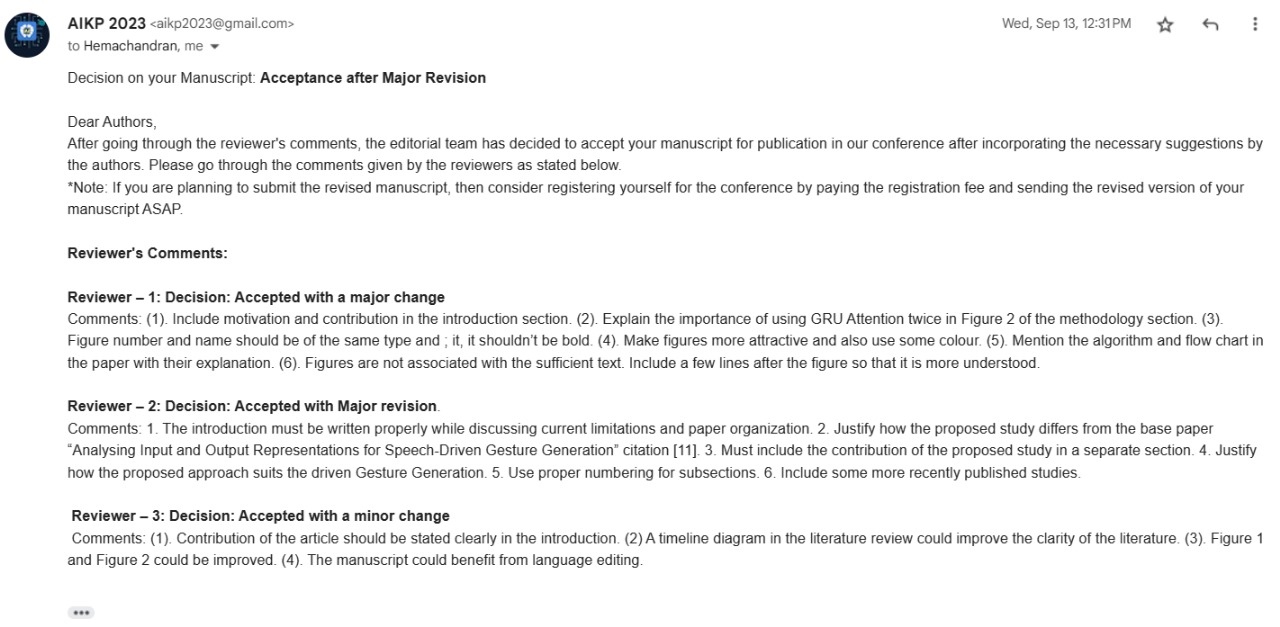 AIKP 2023 <aikp2023@gmail.com>
Wed, Sep 13, 12:31 PM
to Hemachandran, me
Decision on your Manuscript: Acceptance after Major Revision
Dear Authors,
After going through the reviewer's comments, the editorial team has decided to accept your manuscript for publication in our conference after incorporating the necessary suggestions by
the authors. Please go through the comments given by the reviewers as stated below.
*Note: If you are planning to submit the revised manuscript, then consider registering yourself for the conference by paying the registration fee and sending the revised version of your
manuscript ASAP.
Reviewer's Comments:
Reviewer – 1: Decision: Accepted with a major change
Comments: (1). Include motivation and contribution in the introduction section. (2). Explain the importance of using GRU Attention twice in Figure 2 of the methodology section. (3).
Figure number and name should be of the same type and ; it, it shouldn't be bold. (4). Make figures more attractive and also use some colour. (5). Mention the algorithm and flow chart in
the paper with their explanation. (6). Figures are not associated with the sufficient text. Include a few lines after the figure so that it is more understood.
Reviewer – 2: Decision: Accepted with Major revision.
Comments: 1. The introduction must be written properly while discussing current limitations and paper organization. 2. Justify how the proposed study differs from the base paper
“Analysing Input and Output Representations for Speech-Driven Gesture Generation” citation [11]. 3. Must include the contribution of the proposed study in a separate section. 4. Justify
how the proposed approach suits the driven Gesture Generation. 5. Use proper numbering for subsections. 6. Include some more recently published studies.
Reviewer – 3: Decision: Accepted with a minor change
Comments: (1). Contribution of the article should be stated clearly in the introduction. (2) A timeline diagram in the literature review could improve the clarity of the literature. (3). Figure 1
and Figure 2 could be improved. (4). The manuscript could benefit from language editing.